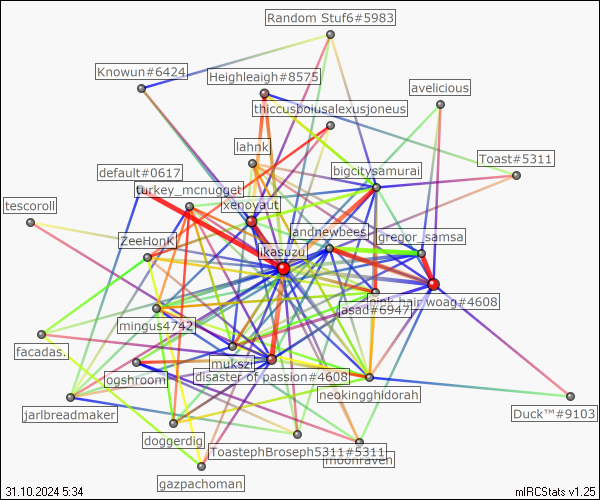 Random Stuf6#5983
Knowun#6424
Heighleaigh#8575
avelicious
thiccusboiusalexusjoneus
lahnk
Toast#5311
default#0617
bigcitysamurai
turkey_mcnugget
tescoroll
xenoyaut
andnewbees
gregor_samsa
ZeeHonK
ikasuzu
pink hair woag#4608
jasad#6947
mingus4742
facadas.
mukszi
oshroom
disaster of passion#4608
neokingghidorah
jarlbreadmaker
Duck™#9103
doggerdig
ToastephBroseph5311#5311
moonraven
gazpachoman
31.10.2024 5:34
mIRCStats v1.25